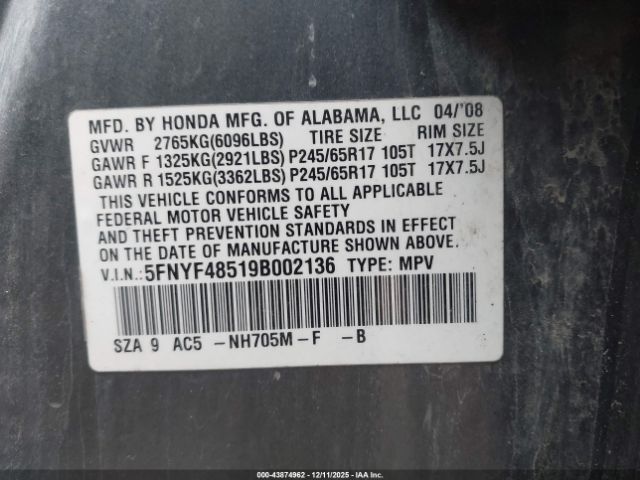 MFD. BY HONDA MFG. OF ALABAMA, LLC 04/'08
GVWR 2765KG(6096LBS) TIRE SIZE RIM SIZE
GAWR F 1325KG(2921LBS) P245/65R17 105T 17X7.5J
GAWR R 1525KG(3362LBS) P245/65R17 105T 17X7.5J
THIS VEHICLE CONFORMS TO ALL APPLICABLE
FEDERAL MOTOR VEHICLE SAFETY
AND THEFT PREVENTION STANDARDS IN EFFECT
ON THE DATE OF MANUFACTURE SHOWN ABOVE.
V.I.N.:5FNYF48519B002136 TYPE: MPV
SZA 9 AC5 -NH705M-F -B
000-43874962 - 12/11/2025 - IAA Inc.